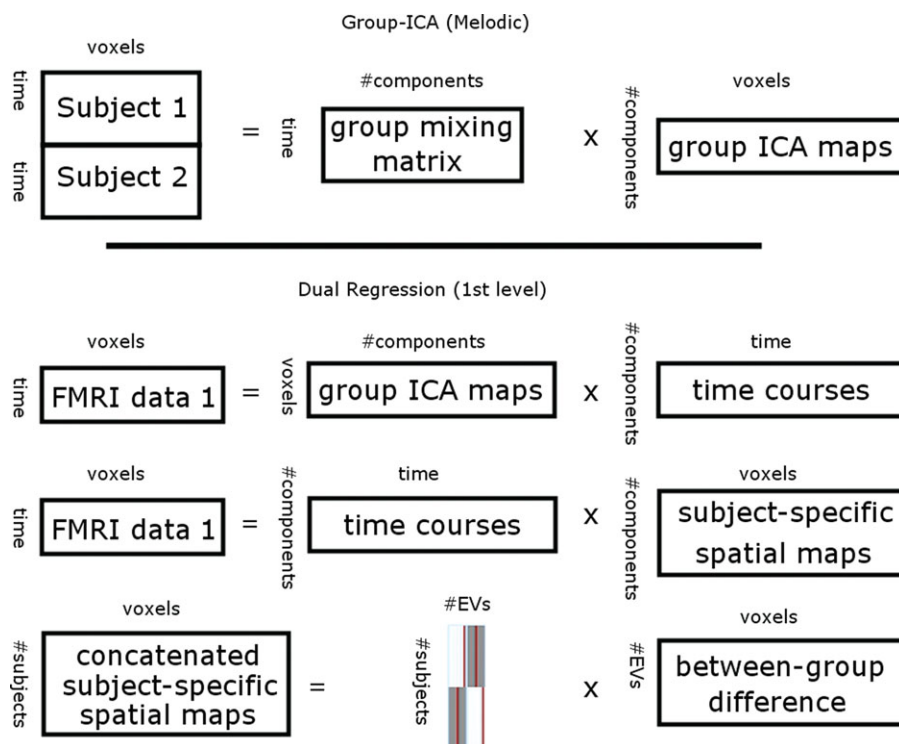 Group-ICA (Melodic)
voxels
time
Subject 1
time
Subject 2
=
#components
time
group mixing
matrix
x
voxels
#components
group ICA maps
Dual Regression (1st level)
voxels
time
FMRI data 1
=
#components
voxels
group ICA maps
x
time
#components
time courses
voxels
time
FMRI data 1
=
time
#components
time courses
x
voxels
#components
subject-specific
spatial maps
voxels
#subjects
concatenated
subject-specific
spatial maps
=
#EVs
#subjects
x
voxels
#EVs
between-group
difference